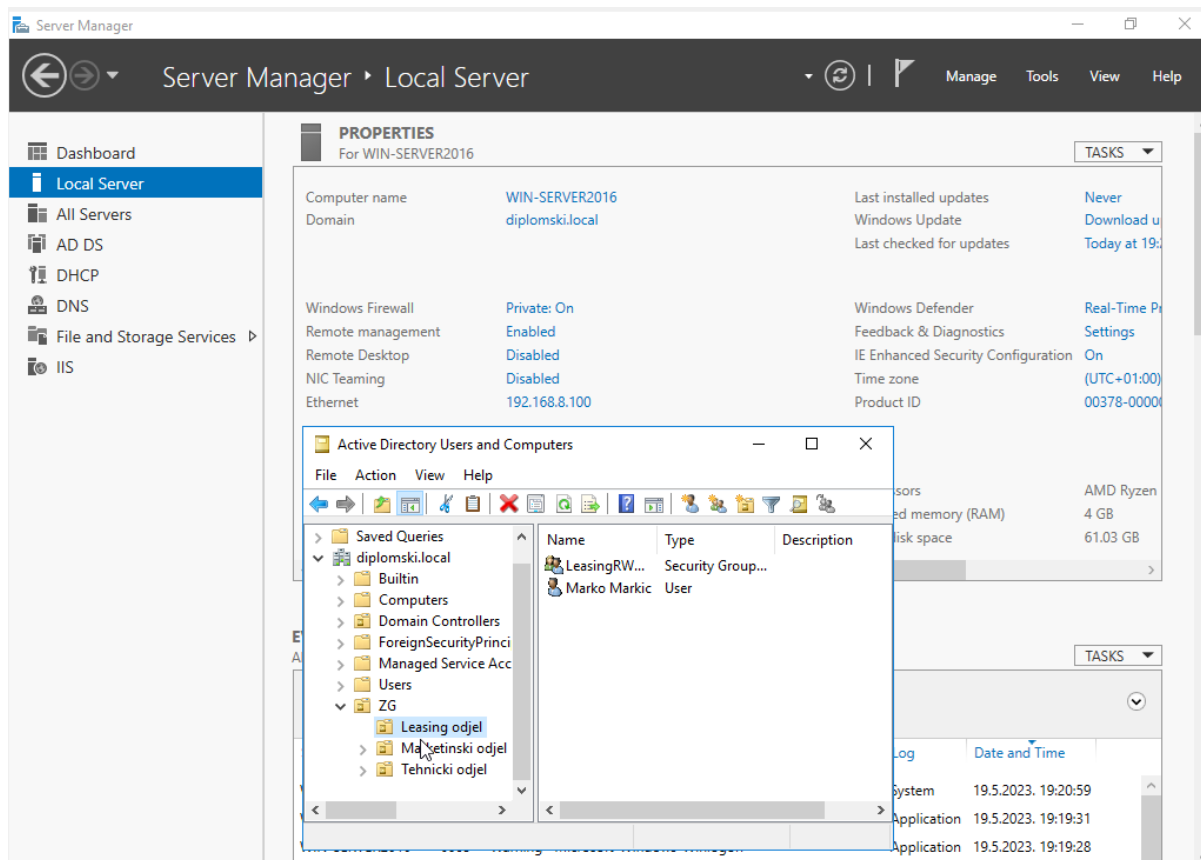 Server Manager
Server Manager ‣ Local Server
Manage Tools View Help
Dashboard
Local Server
All Servers
AD DS
DHCP
DNS
File and Storage Services
IIS
PROPERTIES
For WIN-SERVER2016
TASKS
Computer name WIN-SERVER2016 Last installed updates Never
Domain diplomski.local Windows Update Download u
Last checked for updates Today at 19:
Windows Firewall Private: On Windows Defender Real-Time Pr
Remote management Enabled Feedback & Diagnostics Settings
Remote Desktop Disabled IE Enhanced Security Configuration On
NIC Teaming Disabled Time zone (UTC+01:00)
Ethernet 192.168.8.100 Product ID 00378-00000
ssors AMD Ryzen
ed memory (RAM) 4 GB
disk space 61.03 GB
Active Directory Users and Computers
File Action View Help
Saved Queries
diplomski.local
Builtin
Computers
Domain Controllers
ForeignSecurityPrinci
Managed Service Acc
Users
ZG
Leasing odjel
Marketinski odjel
Tehnicki odjel
Name Type Description
LeasingRW... Security Group...
Marko Markic User
TASKS
Log Date and Time
System 19.5.2023. 19:20:59
Application 19.5.2023. 19:19:31
Application 19.5.2023. 19:19:28